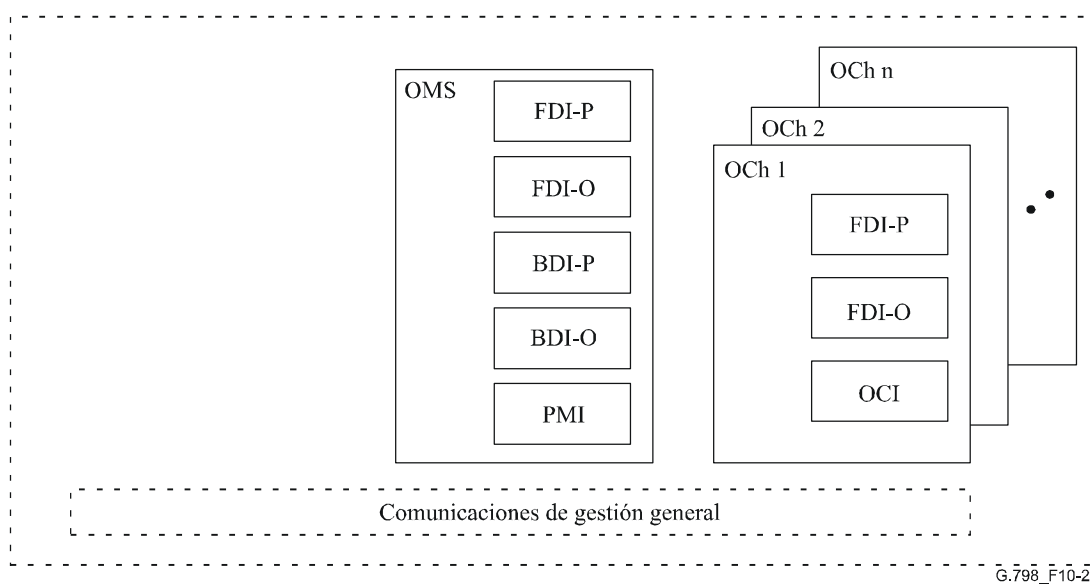 OMS
FDI-P
FDI-O
BDI-P
BDI-O
PMI
OCh n
OCh 2
OCh 1
FDI-P
FDI-O
OCI
Comunicaciones de gestión general
G.798_F10-2